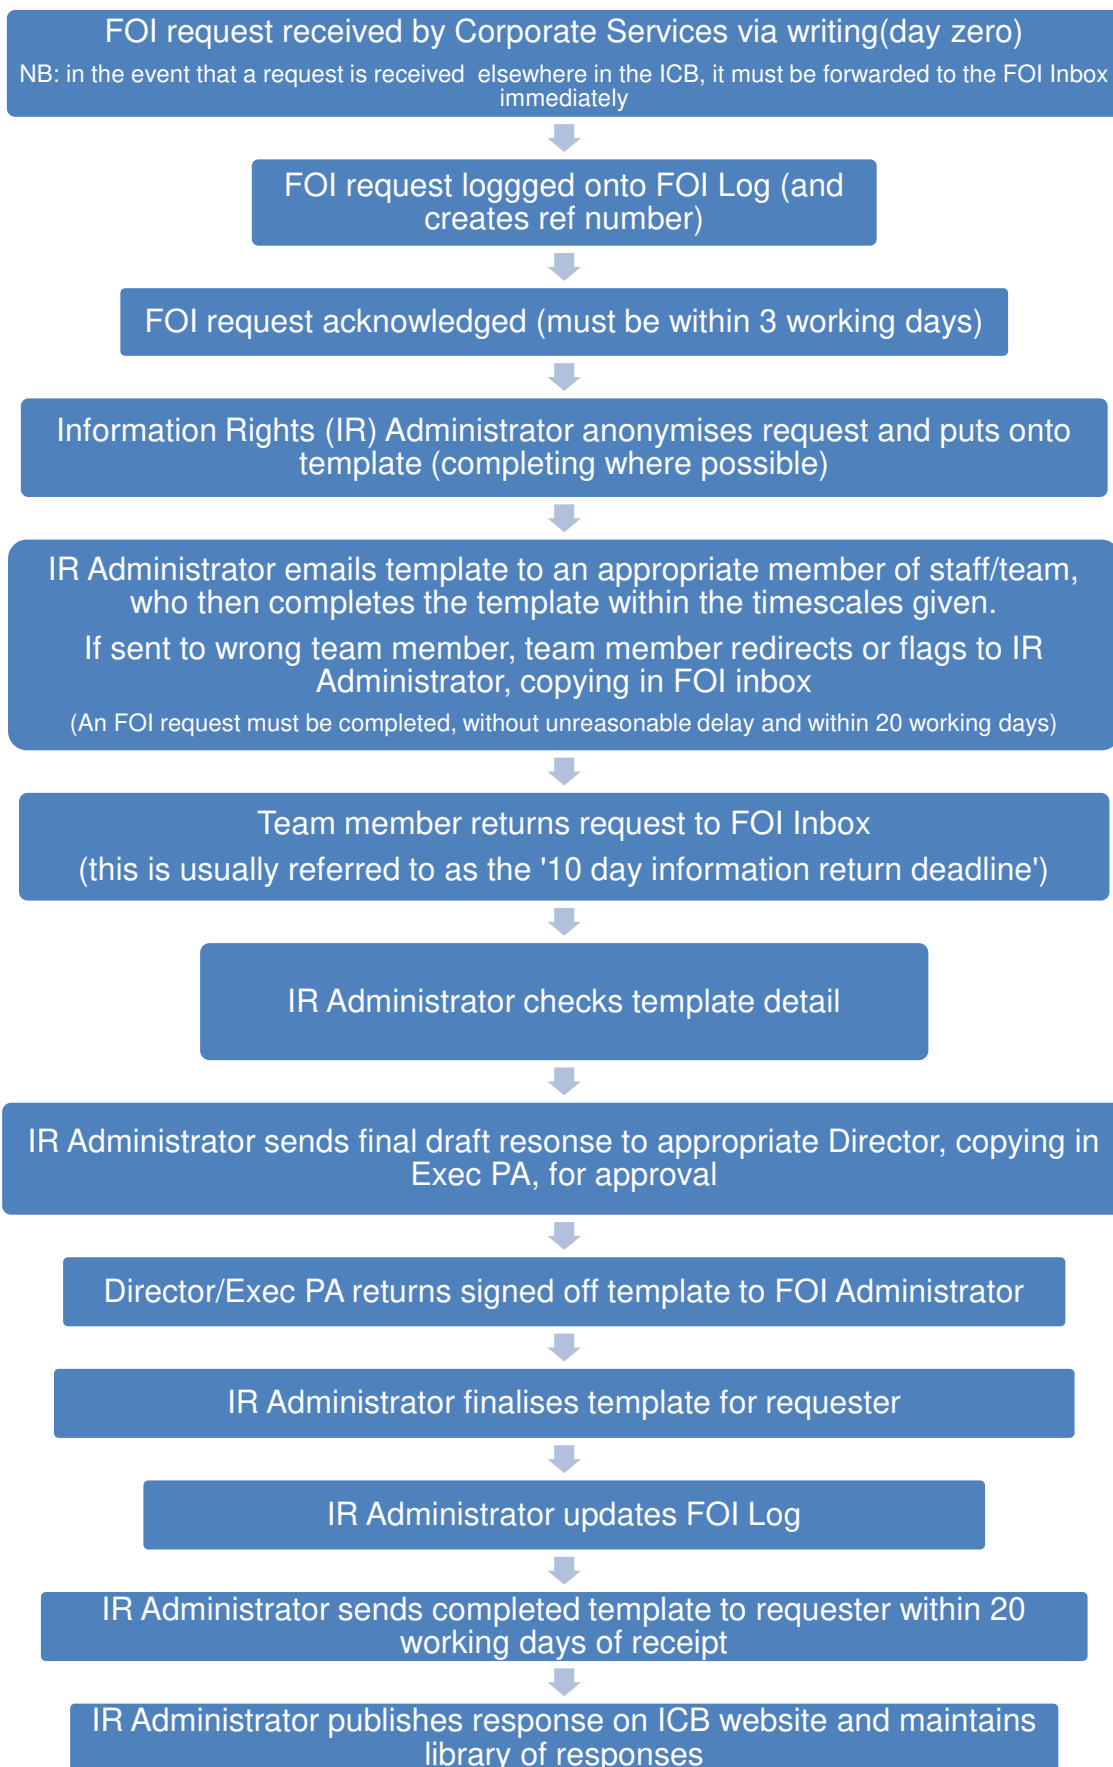 FOI request received by Corporate Services via writing(day zero)
NB: in the event that a request is received elsewhere in the ICB, it must be forwarded to the FOI Inbox
immediately
FOI request loggged onto FOI Log (and
creates ref number)
FOI request acknowledged (must be within 3 working days)
Information Rights (IR) Administrator anonymises request and puts onto
template (completing where possible)
IR Administrator emails template to an appropriate member of staff/team,
who then completes the template within the timescales given.
If sent to wrong team member, team member redirects or flags to IR
Administrator, copying in FOI inbox
(An FOI request must be completed, without unreasonable delay and within 20 working days)
Team member returns request to FOI Inbox
(this is usually referred to as the '10 day information return deadline')
IR Administrator checks template detail
IR Administrator sends final draft resonse to appropriate Director, copying in
Exec PA, for approval
Director/Exec PA returns signed off template to FOI Administrator
IR Administrator finalises template for requester
IR Administrator updates FOI Log
IR Administrator sends completed template to requester within 20
working days of receipt
IR Administrator publishes response on ICB website and maintains
library of responses